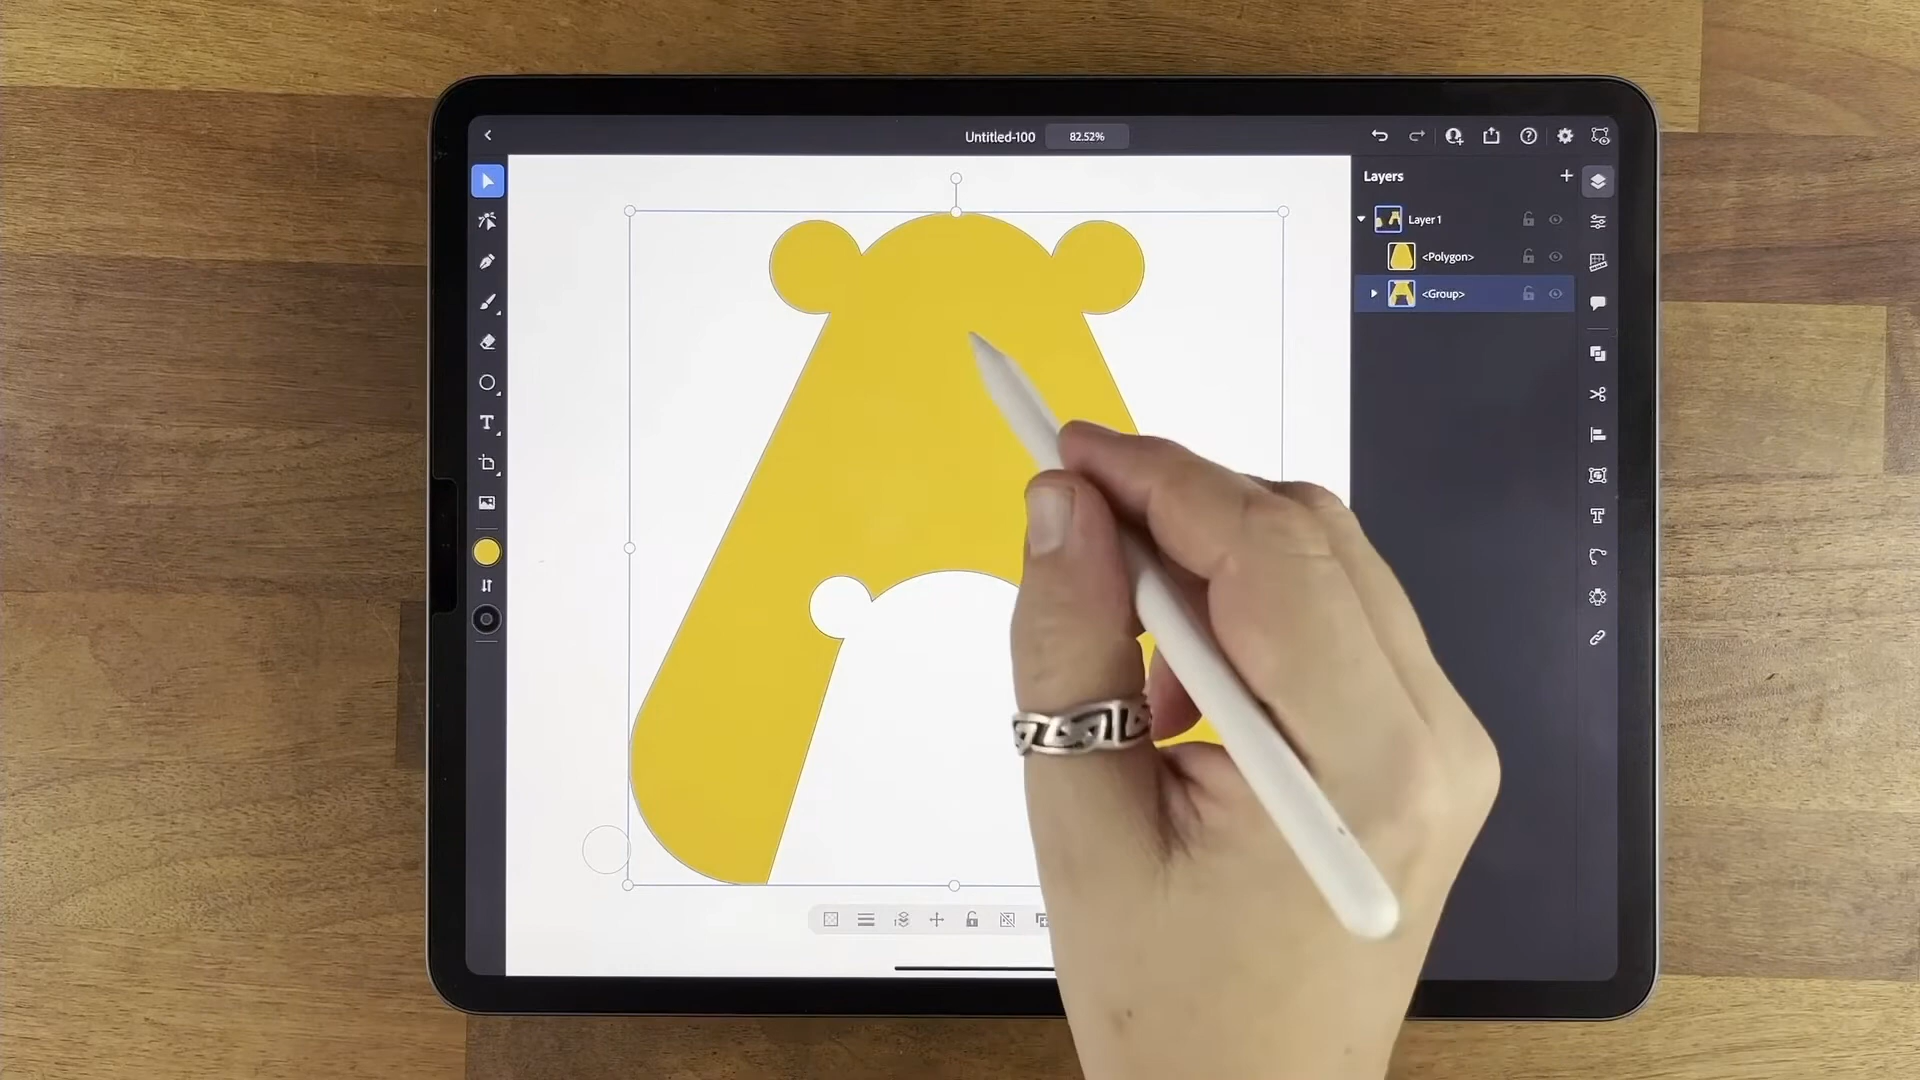 Untitled-100
82.52%
Layers
Layer 1
<Polygon>
<Group>